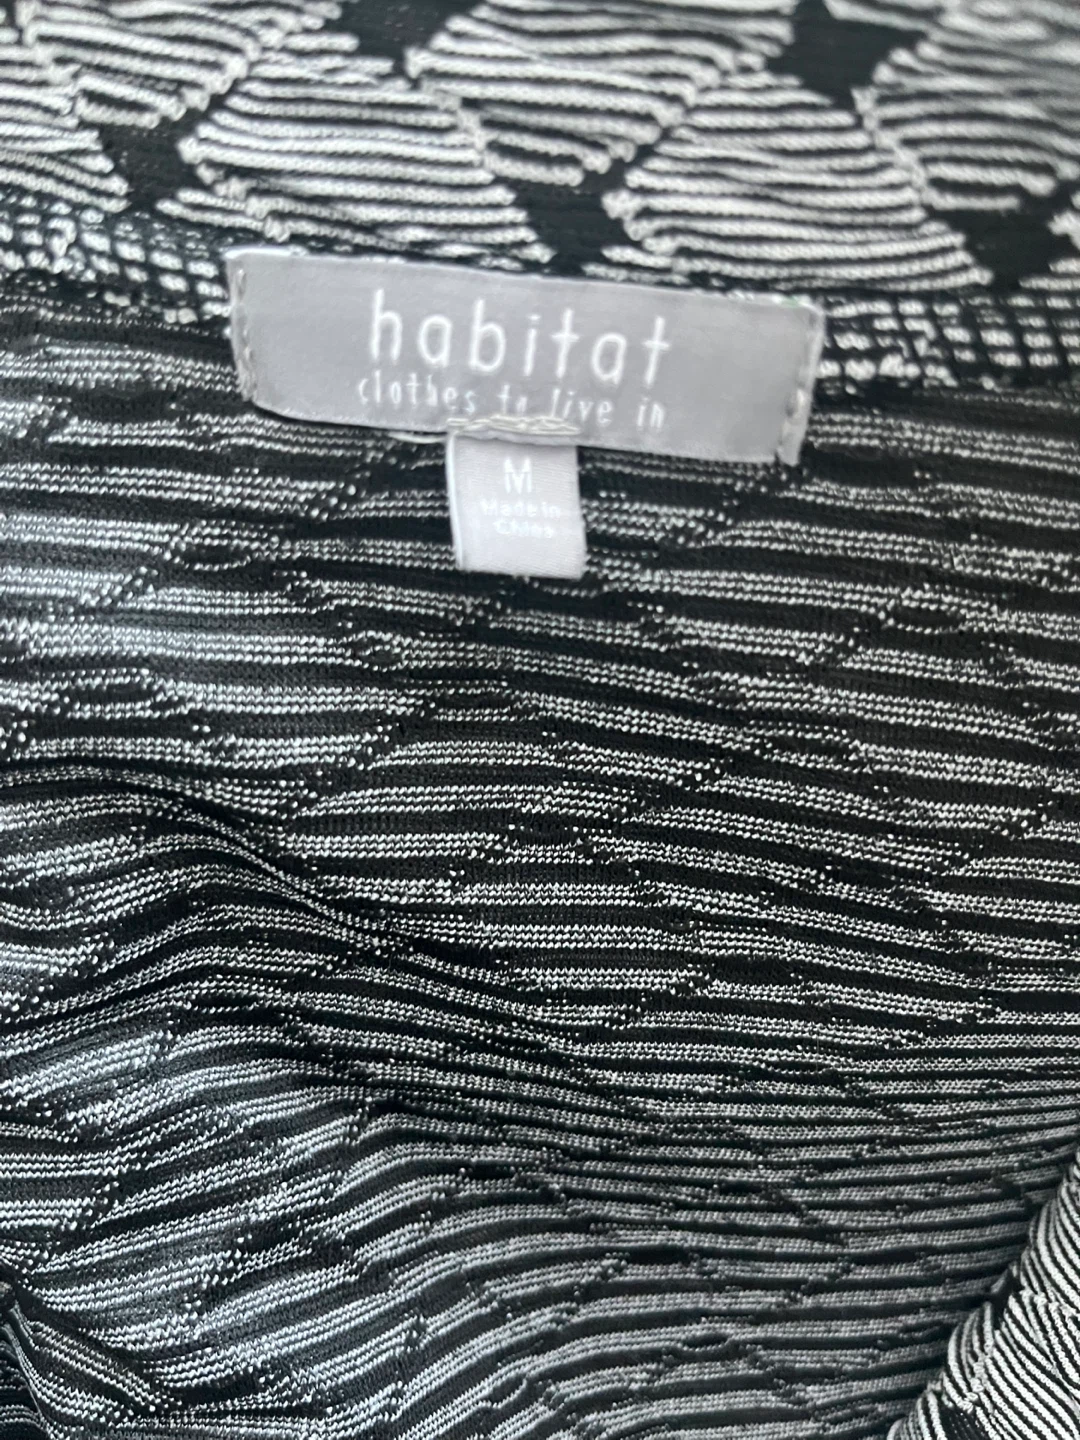 habitat
clothes to live in
M
Made in
China